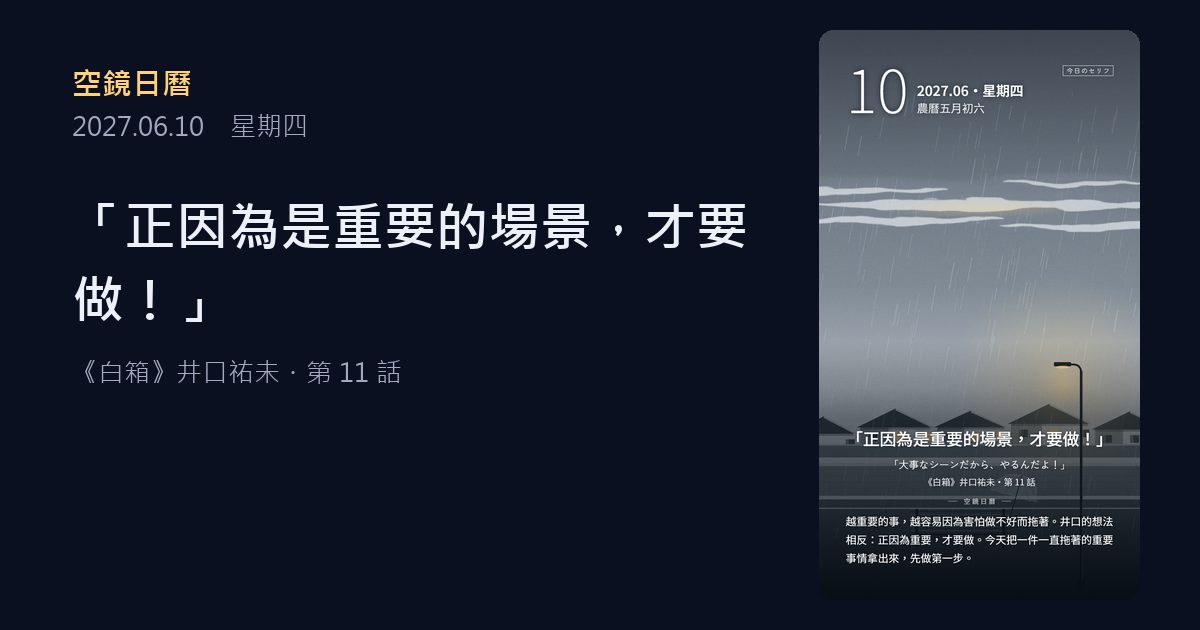 空鏡日曆
2027.06.10 星期四
「正因為是重要的場景，才要
做！」
《白箱》井口祐未・第 11 話
今日のセリフ
10
2027.06・星期四
農曆五月初六
「正因為是重要的場景，才要做！」
「大事なシーンだから、やるんだよ！」
《白箱》井口祐未・第 11 話
— 空鏡日曆 —
越重要的事，越容易因為害怕做不好而拖著。井口的想法
相反：正因為重要，才要做。今天把一件一直拖著的重要
事情拿出來，先做第一步。